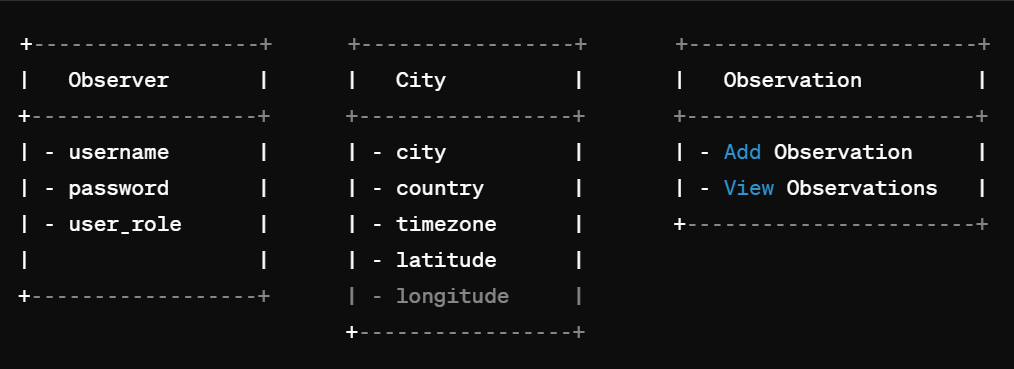 +------------------+      +-----------------+       +-----------------------+
|   Observer       |      |   City          |       |   Observation         |
+------------------+      +-----------------+       +-----------------------+
| - username       |      | - city          |       | - Add Observation     |
| - password       |      | - country       |       | - View Observations   |
| - user_role      |      | - timezone      |       +-----------------------+
|                  |      | - latitude      |
+------------------+      | - longitude     |
                          +-----------------+